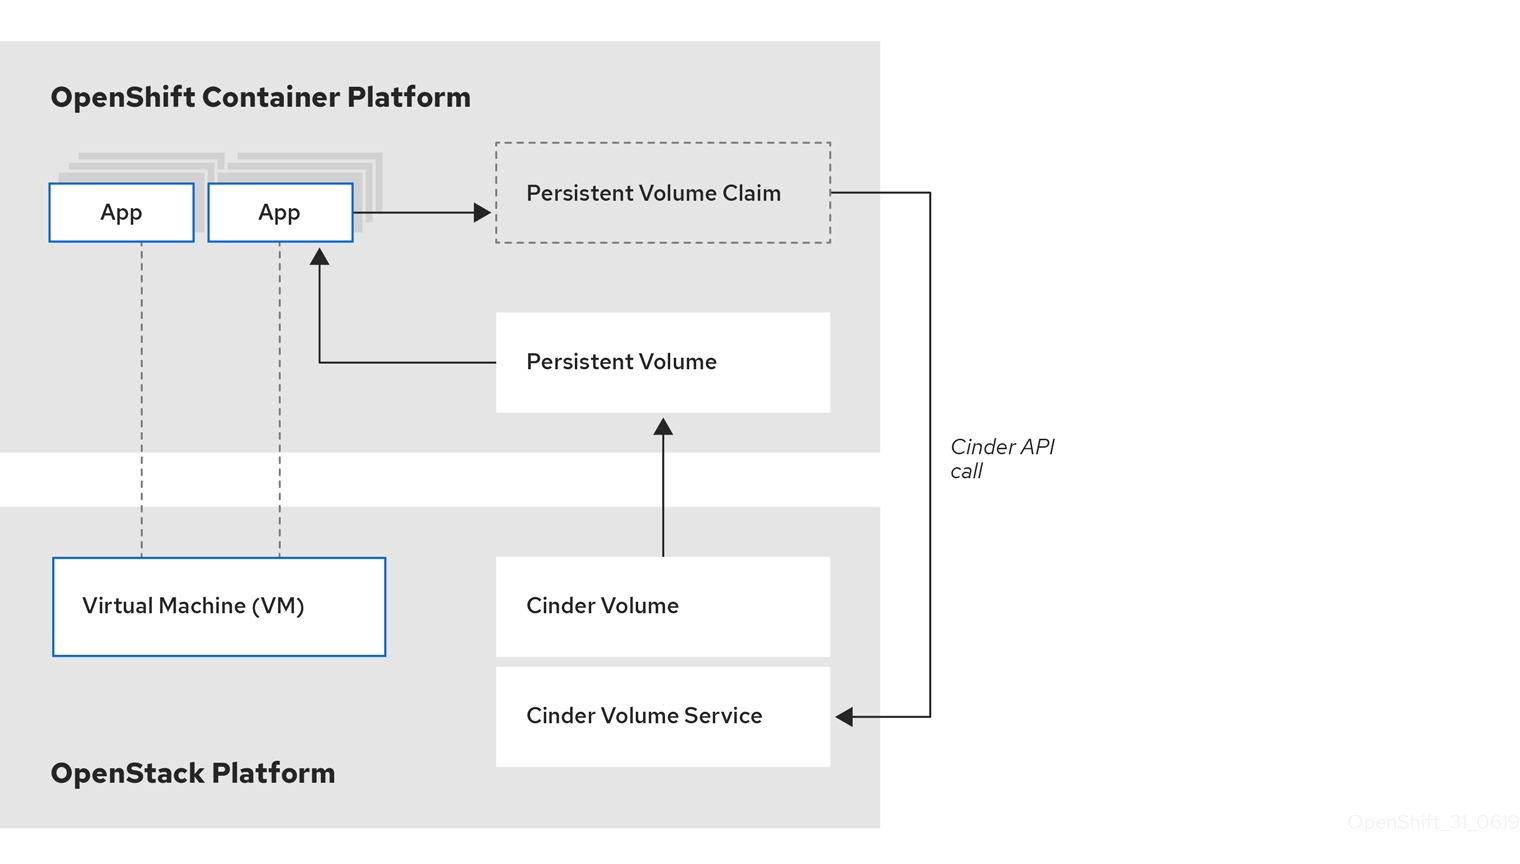 OpenShift Container Platform
App
App
Persistent Volume Claim
Persistent Volume
Cinder API
call
Virtual Machine (VM)
Cinder Volume
Cinder Volume Service
OpenStack Platform
OpenShift_31_0619